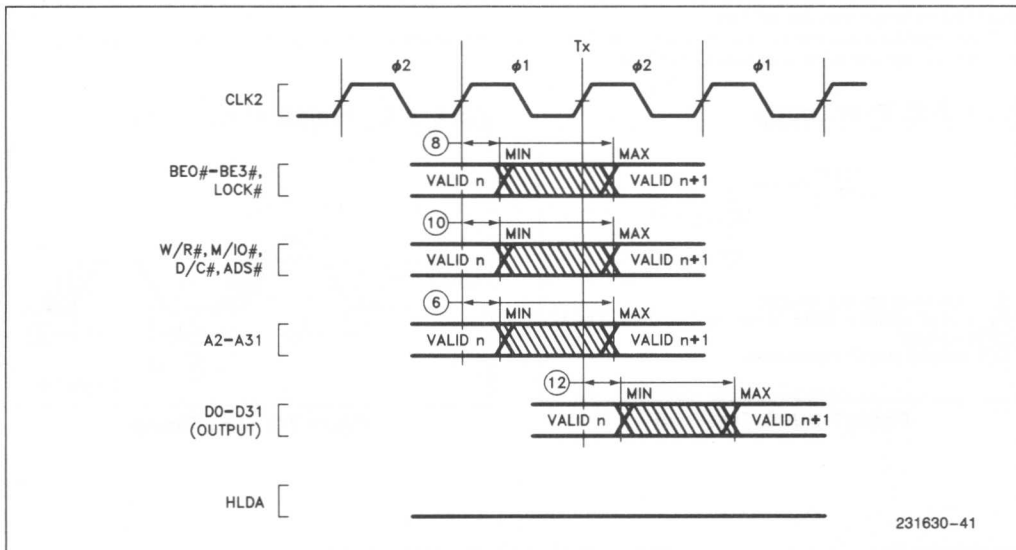 Tx
φ2 φ1 φ2 φ1
CLK2
8
MIN MAX
BE0#-BE3#,
LOCK#
VALID n VALID n+1
10
MIN MAX
W/R#, M/IO#,
D/C#, ADS#
VALID n VALID n+1
6
MIN MAX
A2-A31
VALID n VALID n+1
12
MIN MAX
D0-D31
(OUTPUT)
VALID n VALID n+1
HLDA
231630-41